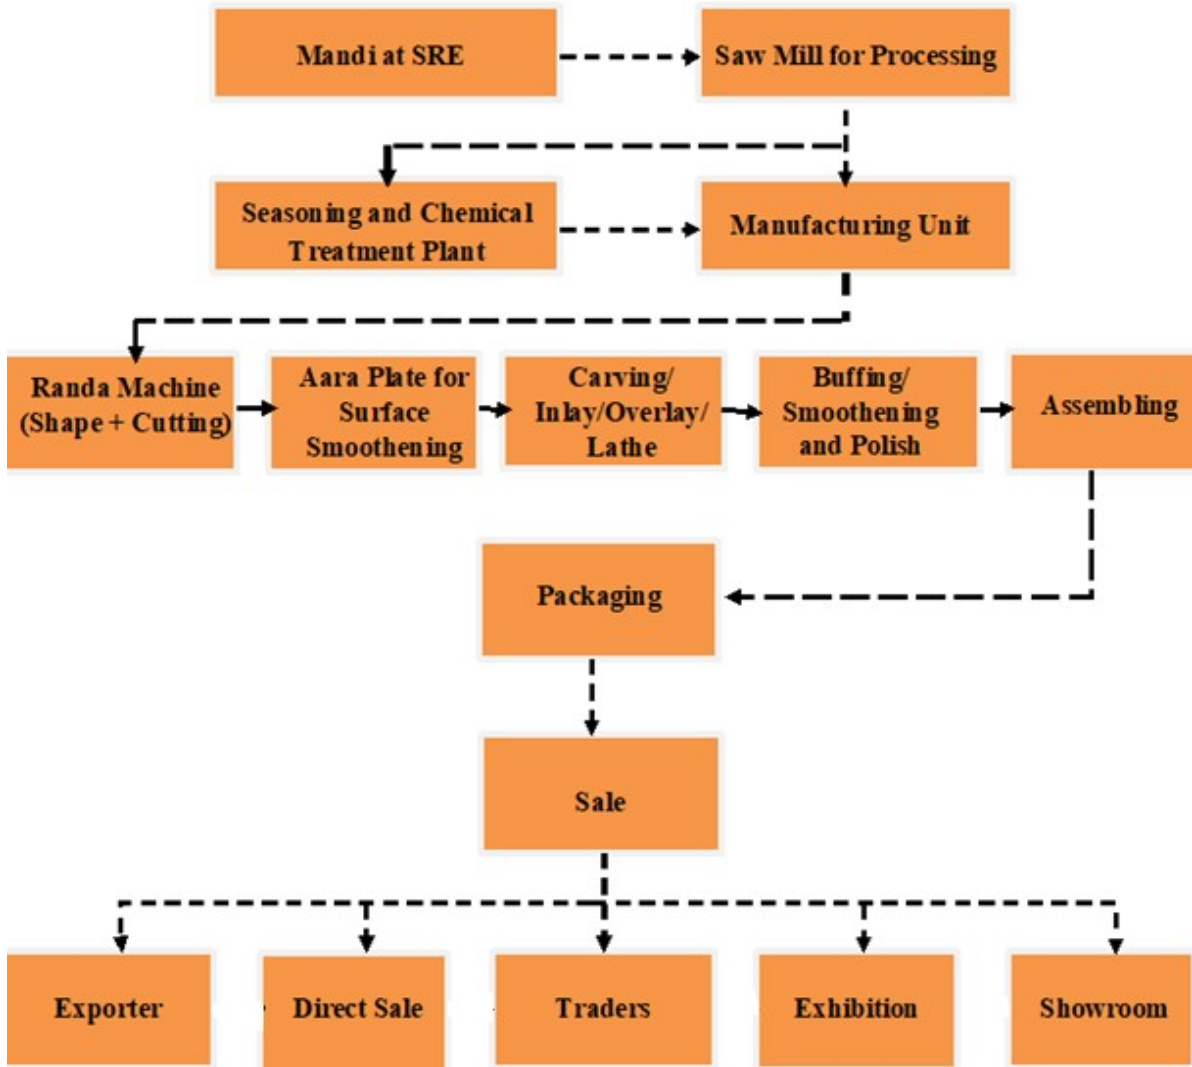 Mandi at SRE
Saw Mill for Processing
Seasoning and Chemical
Treatment Plant
Manufacturing Unit
Randa Machine
(Shape + Cutting)
Aara Plate for
Surface
Smoothening
Carving/
Inlay/Overlay/
Lathe
Buffing/
Smoothening
and Polish
Assembling
Packaging
Sale
Exporter
Direct Sale
Traders
Exhibition
Showroom